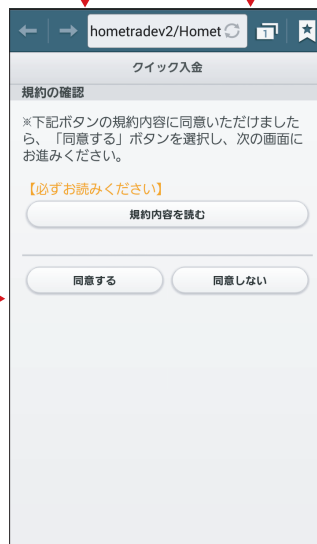 hometradev2/Homet
1
クイック入金
規約の確認
※下記ボタンの規約内容に同意いただけました
ら、「同意する」ボタンを選択し、次の画面に
お進みください。
【必ずお読みください】
規約内容を読む
同意する 同意しない